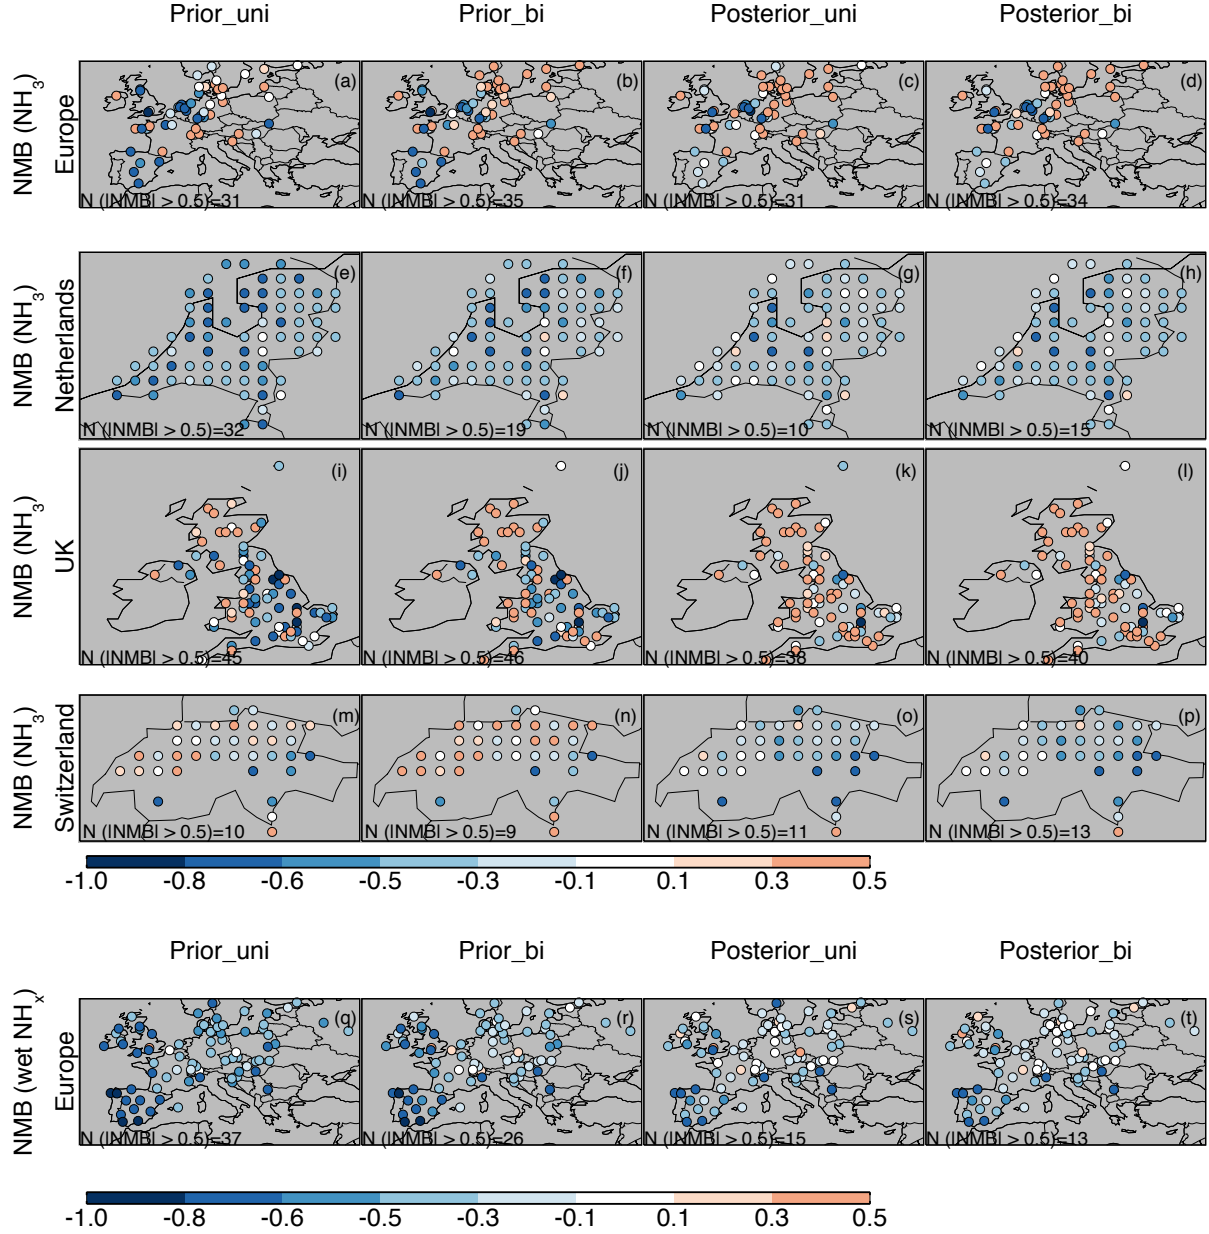 Prior_uni Prior_bi Posterior_uni Posterior_bi
NMB (NH3)
Europe
(a) (b) (c) (d)
N (|NMB| > 0.5)=31 N (|NMB| > 0.5)=35 N (|NMB| > 0.5)=31 N (|NMB| > 0.5)=34
NMB (NH3)
Netherlands
(e) (f) (g) (h)
N (|NMB| > 0.5)=32 N (|NMB| > 0.5)=19 N (|NMB| > 0.5)=10 N (|NMB| > 0.5)=15
NMB (NH3)
UK
(i) (j) (k) (l)
N (|NMB| > 0.5)=45 N (|NMB| > 0.5)=46 N (|NMB| > 0.5)=38 N (|NMB| > 0.5)=40
NMB (NH3)
Switzerland
(m) (n) (o) (p)
N (|NMB| > 0.5)=10 N (|NMB| > 0.5)=9 N (|NMB| > 0.5)=11 N (|NMB| > 0.5)=13
-1.0 -0.8 -0.6 -0.5 -0.3 -0.1 0.1 0.3 0.5
Prior_uni Prior_bi Posterior_uni Posterior_bi
NMB (wet NHx)
Europe
(q) (r) (s) (t)
N (|NMB| > 0.5)=37 N (|NMB| > 0.5)=26 N (|NMB| > 0.5)=15 N (|NMB| > 0.5)=13
-1.0 -0.8 -0.6 -0.5 -0.3 -0.1 0.1 0.3 0.5